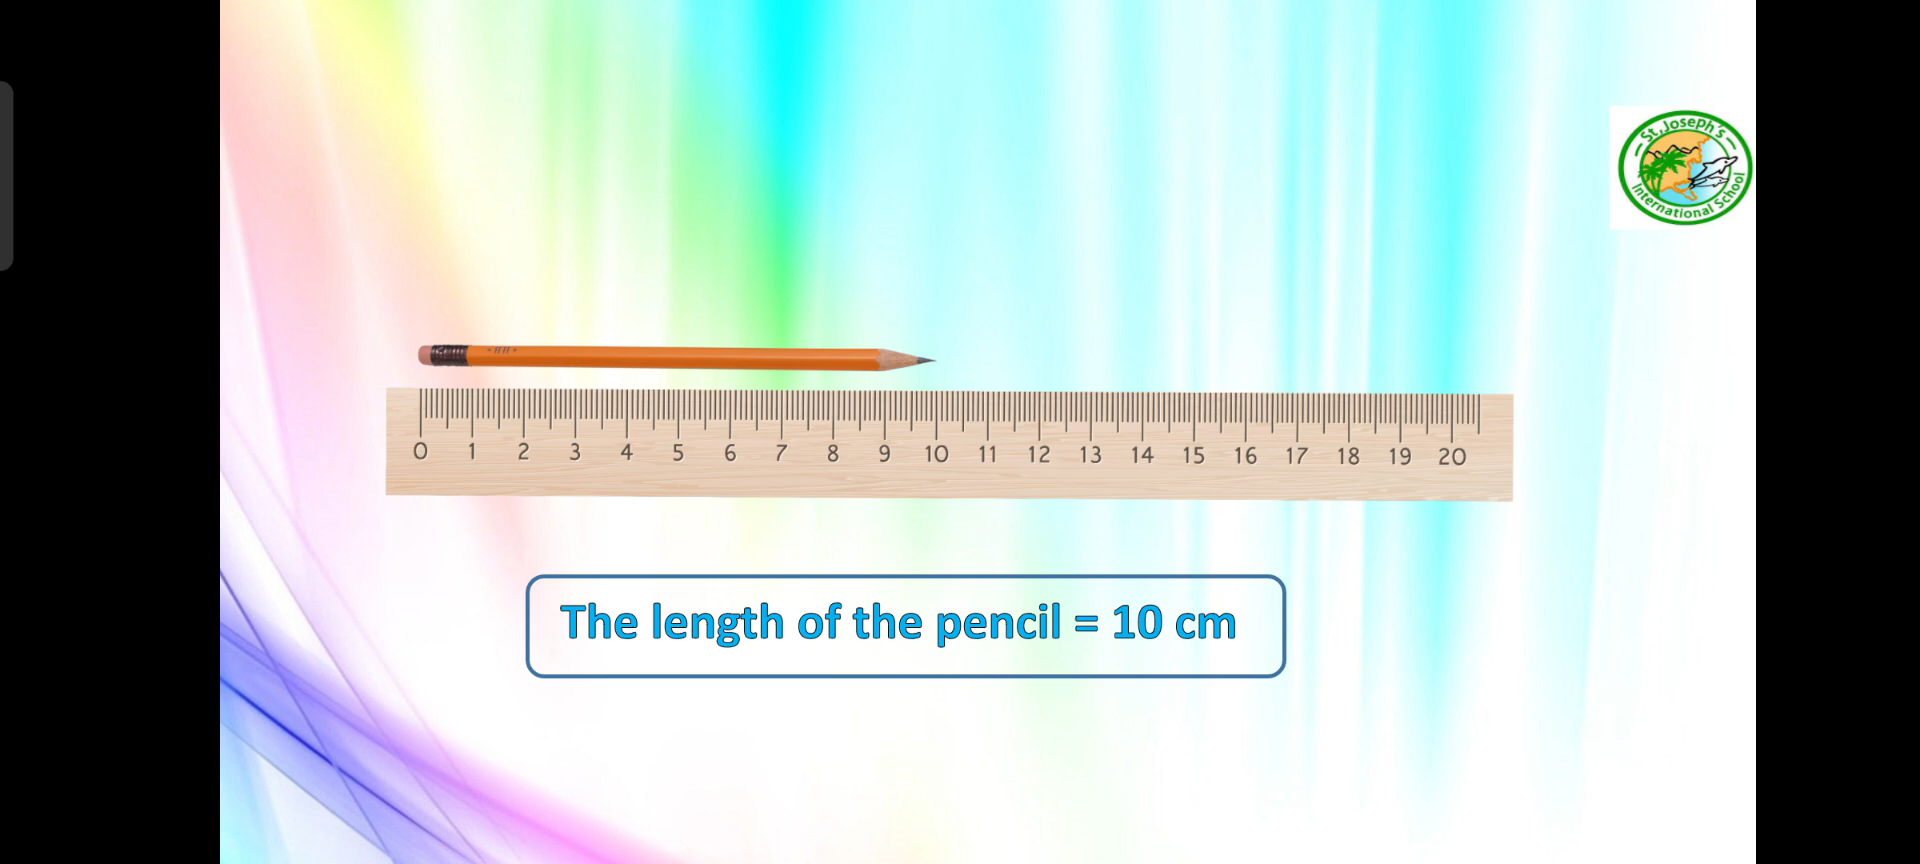 St.Joseph's
International School
0 1 2 3 4 5 6 7 8 9 10 11 12 13 14 15 16 17 18 19 20
The length of the pencil = 10 cm